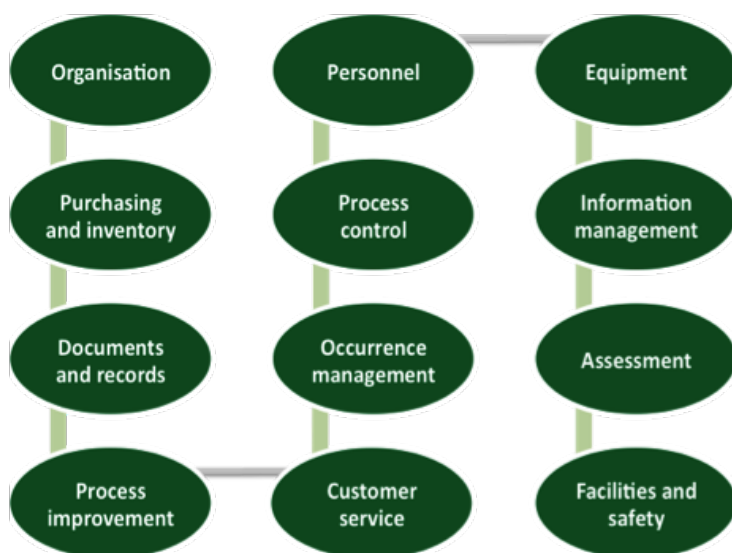 Organisation
Personnel
Equipment
Purchasing
and inventory
Process
control
Information
management
Documents
and records
Occurrence
management
Assessment
Process
improvement
Customer
service
Facilities and
safety